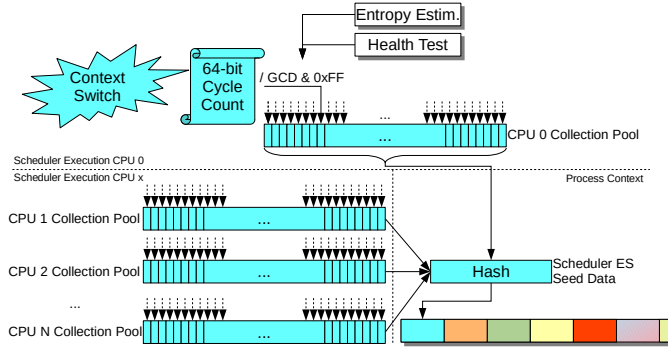 Entropy Estim.
Health Test
Context
Switch
64-bit
Cycle
Count
/ GCD & 0xFF
...
...
CPU 0 Collection Pool
Scheduler Execution CPU 0
Scheduler Execution CPU x
Process Context
CPU 1 Collection Pool
...
CPU 2 Collection Pool
...
Hash
Scheduler ES
Seed Data
...
...
CPU N Collection Pool
...